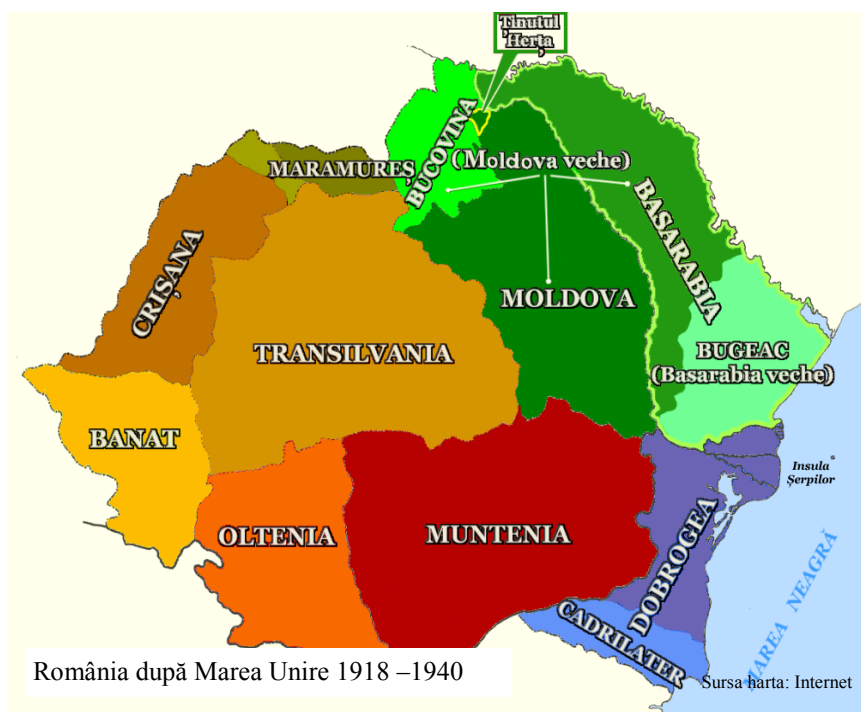 Ținutul
Herța
BUCOVINA
MARAMUREȘ
(Moldova veche)
BASARABIA
CRIȘANA
MOLDOVA
TRANSILVANIA
BUGEAC
(Basarabia veche)
BANAT
Insula
Șerpilor
OLTENIA
MUNTENIA
DOBROGEA
CADRILATER
MAREA NEAGRĂ
România după Marea Unire 1918 –1940
Sursa harta: Internet